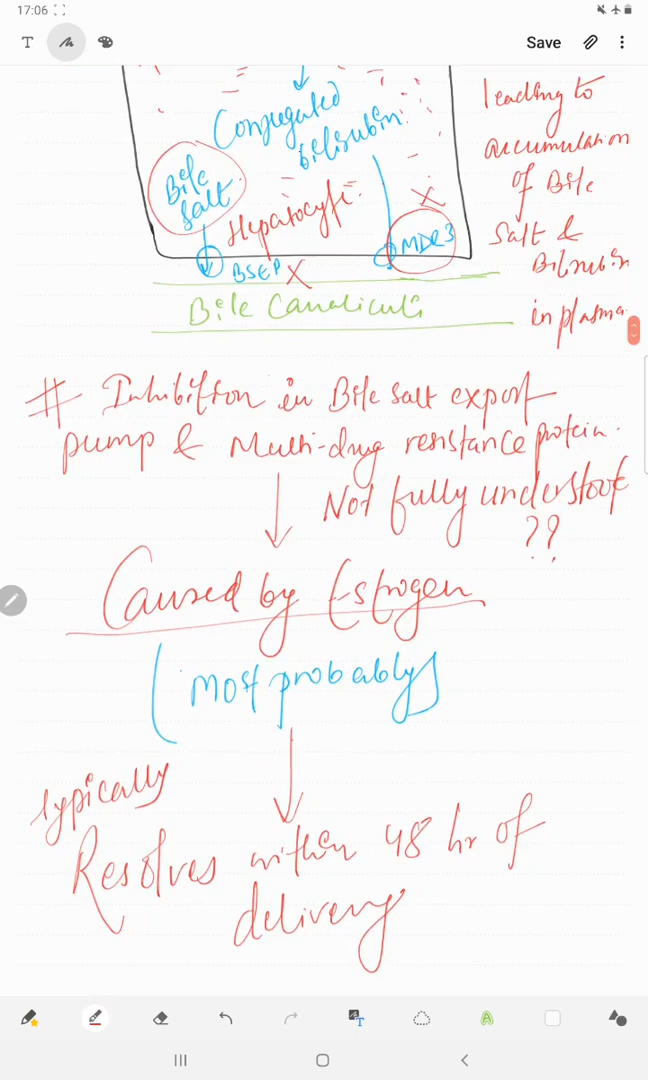 17:06
T
Save
leading to
accumulation
of Bile
Salt &
Bilirubin
in plasma
Conjugated
bilirubin
Bile
Salt
Hepatocyte
X
MDR3
BSEP X
Bile Canaliculi
# Inhibition in Bile salt export
pump & Multi-drug resistance protein.
Not fully understood
??
Caused by Estrogen
(most probably)
Typically
Resolves within 48 hr of
delivery
T
A